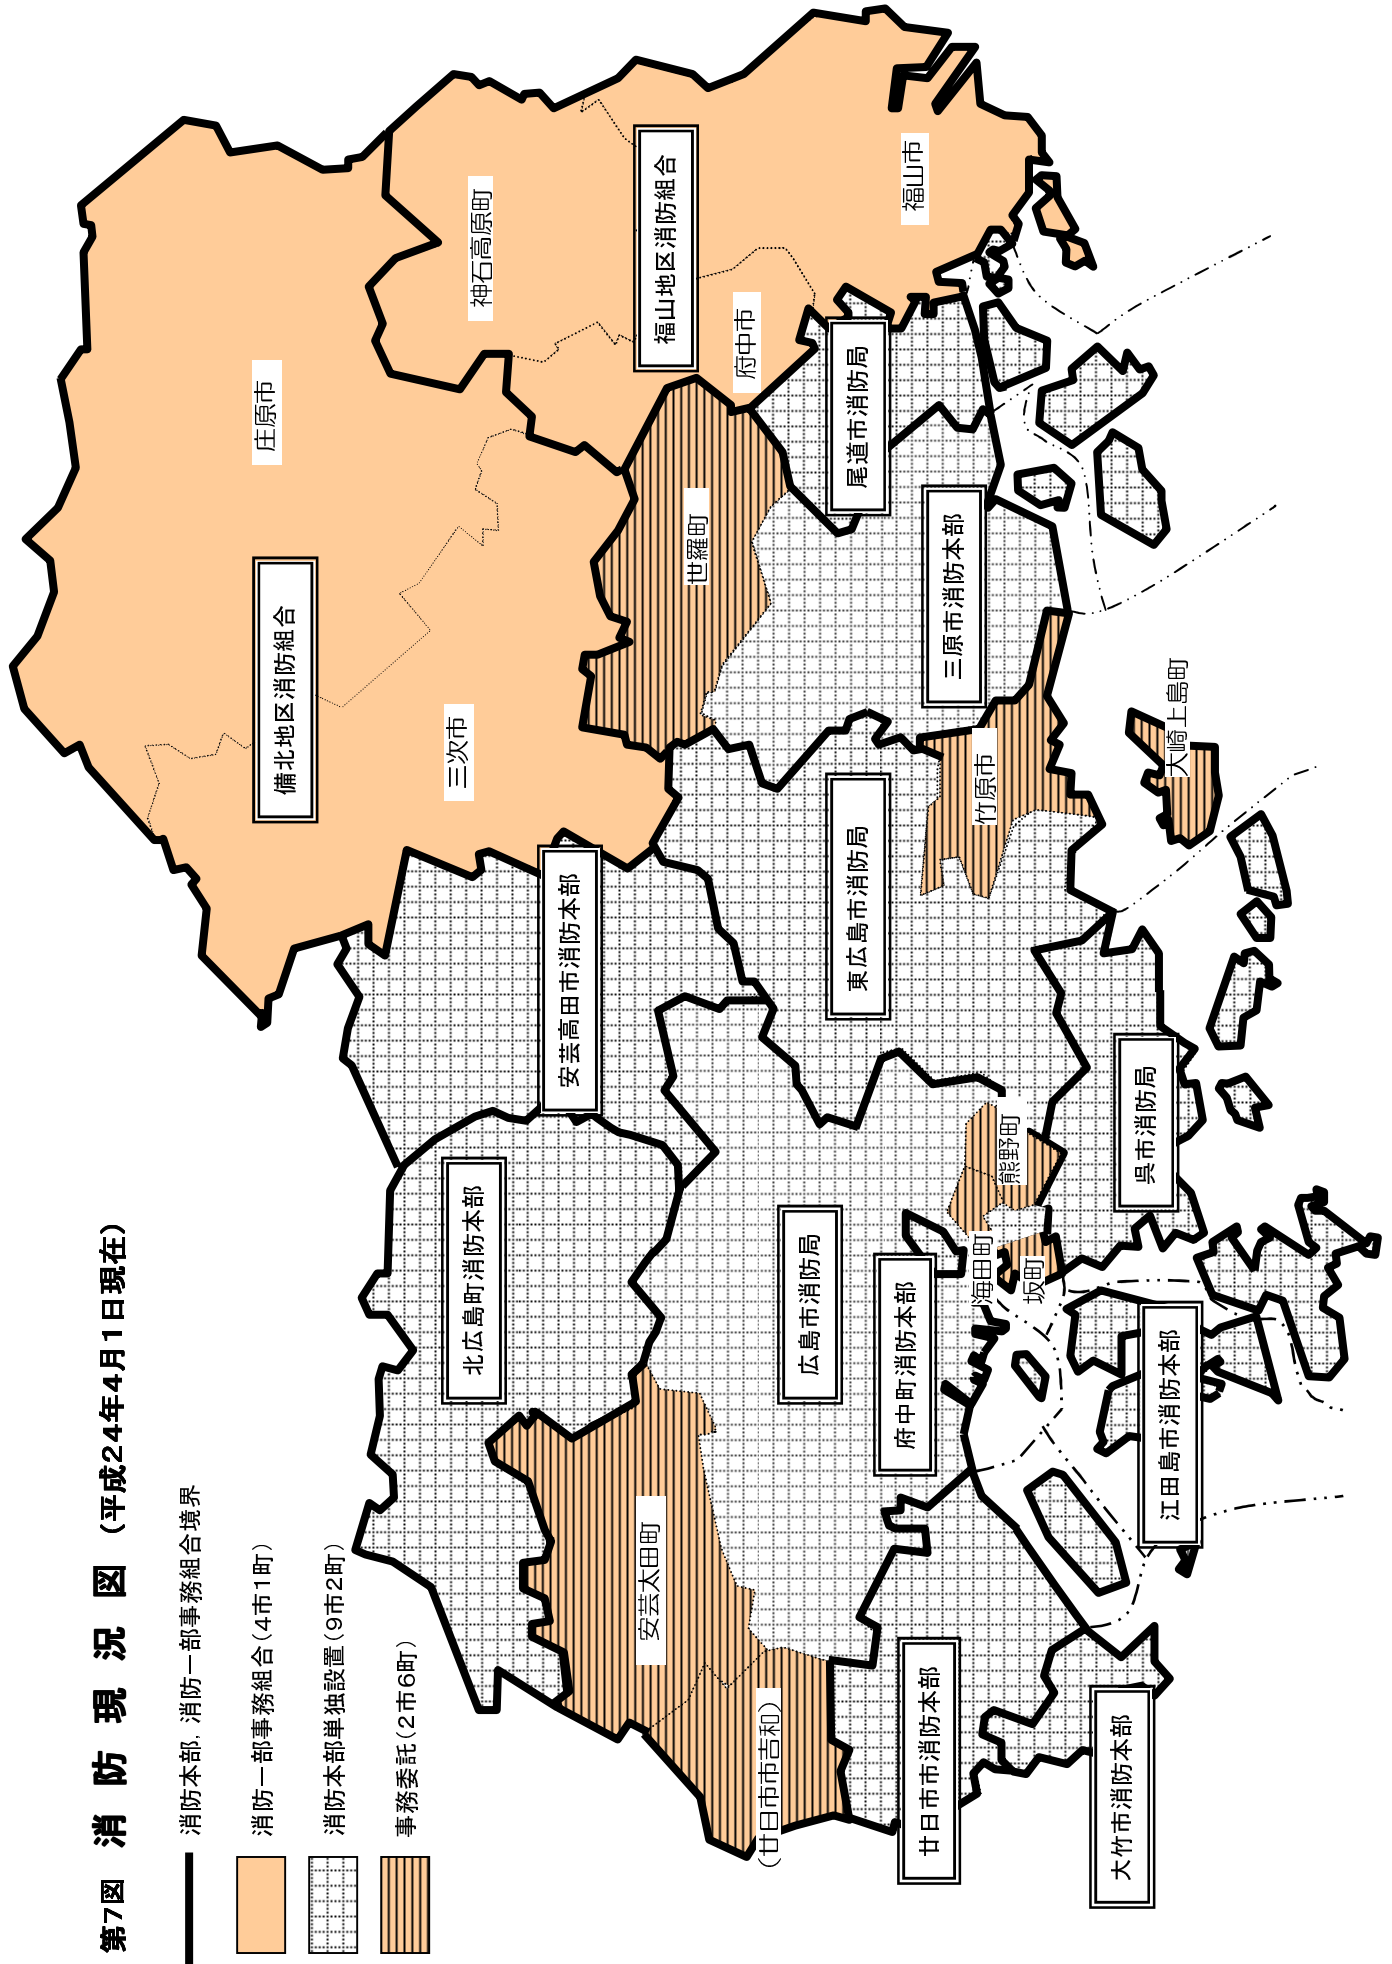 第7図 消防現況図 (平成24年4月1日現在)
消防本部,消防一部事務組合境界
消防一部事務組合(4市1町)
消防本部単独設置(9市2町)
事務委託(2市6町)
庄原市
備北地区消防組合
三次市
神石高原町
福山地区消防組合
福山市
府中市
世羅町
尾道市消防局
三原市消防本部
竹原市
大崎上島町
東広島市消防局
安芸高田市消防本部
北広島町消防本部
呉市消防局
熊野町
海田町
坂町
広島市消防局
府中町消防本部
江田島市消防本部
安芸太田町
(廿日市市吉和)
廿日市市消防本部
大竹市消防本部